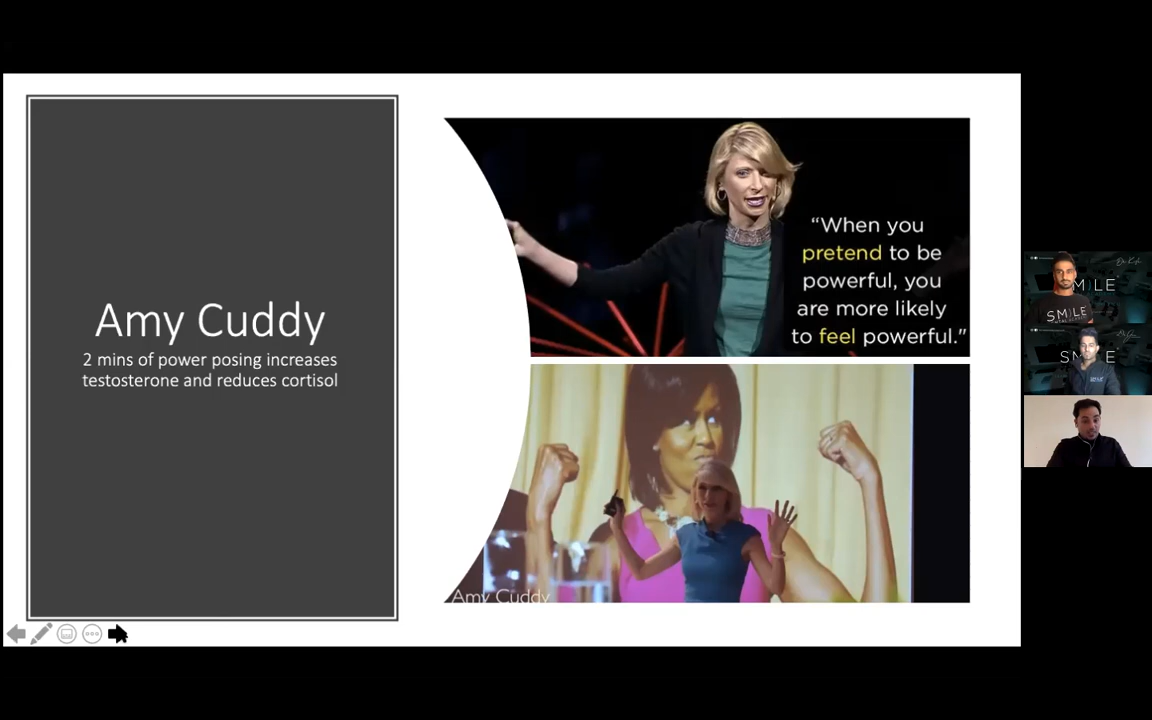 Amy Cuddy
2 mins of power posing increases
testosterone and reduces cortisol
“When you
pretend to be
powerful, you
are more likely
to feel powerful.”
Amy Cuddy
SMILE
SMILE